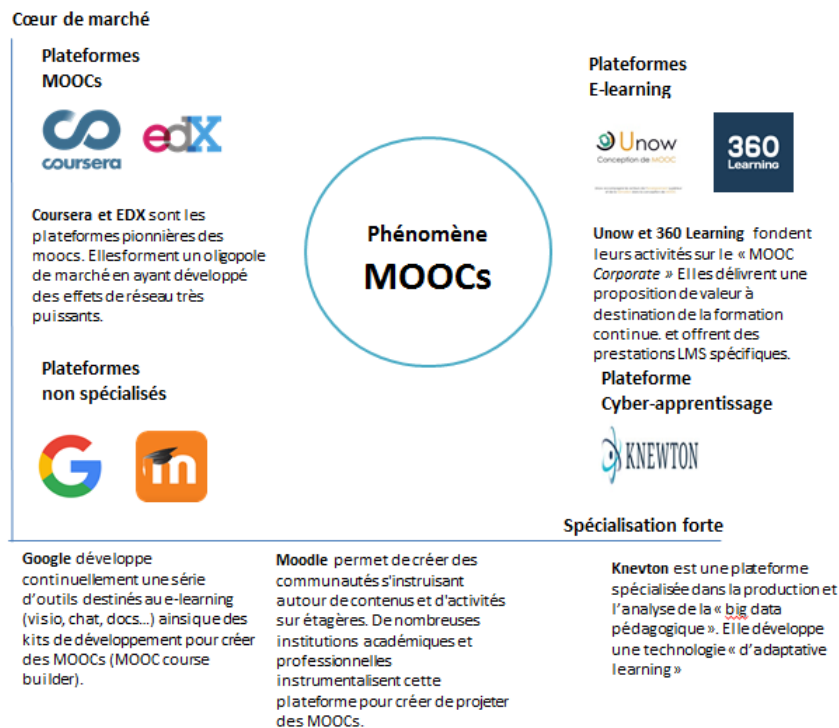 Cœur de marché
Plateformes
MOOCs
coursera
edX
Coursera et EDX sont les
plateformes pionnières des
moocs. Elles forment un oligopole
de marché en ayant développé
des effets de réseau très
puissants.
Phénomène
MOOCs
Plateformes
E-learning
Unow
Conception de MOOC
360
Learning
Unow et 360 Learning fondent
leurs activités sur le « MOOC
Corporate » Elles délivrent une
proposition de valeur à
destination de la formation
continue. et offrent des
prestations LMS spécifiques.
Plateformes
non spécialisés
G
m
Plateforme
Cyber-apprentissage
KNEWTON
Spécialisation forte
Google développe
continuellement une série
d'outils destinés au e-learning
(visio, chat, docs...) ainsi que des
kits de développement pour créer
des MOOCs (MOOC course
builder).
Moodle permet de créer des
communautés s'instruisant
autour de contenus et d'activités
sur étagères. De nombreuses
institutions académiques et
professionnelles
instrumentalisent cette
plateforme pour créer de projeter
des MOOCs.
Knevton est une plateforme
spécialisée dans la production et
l'analyse de la « big data
pédagogique ». Elle développe
une technologie « d'adaptative
learning »